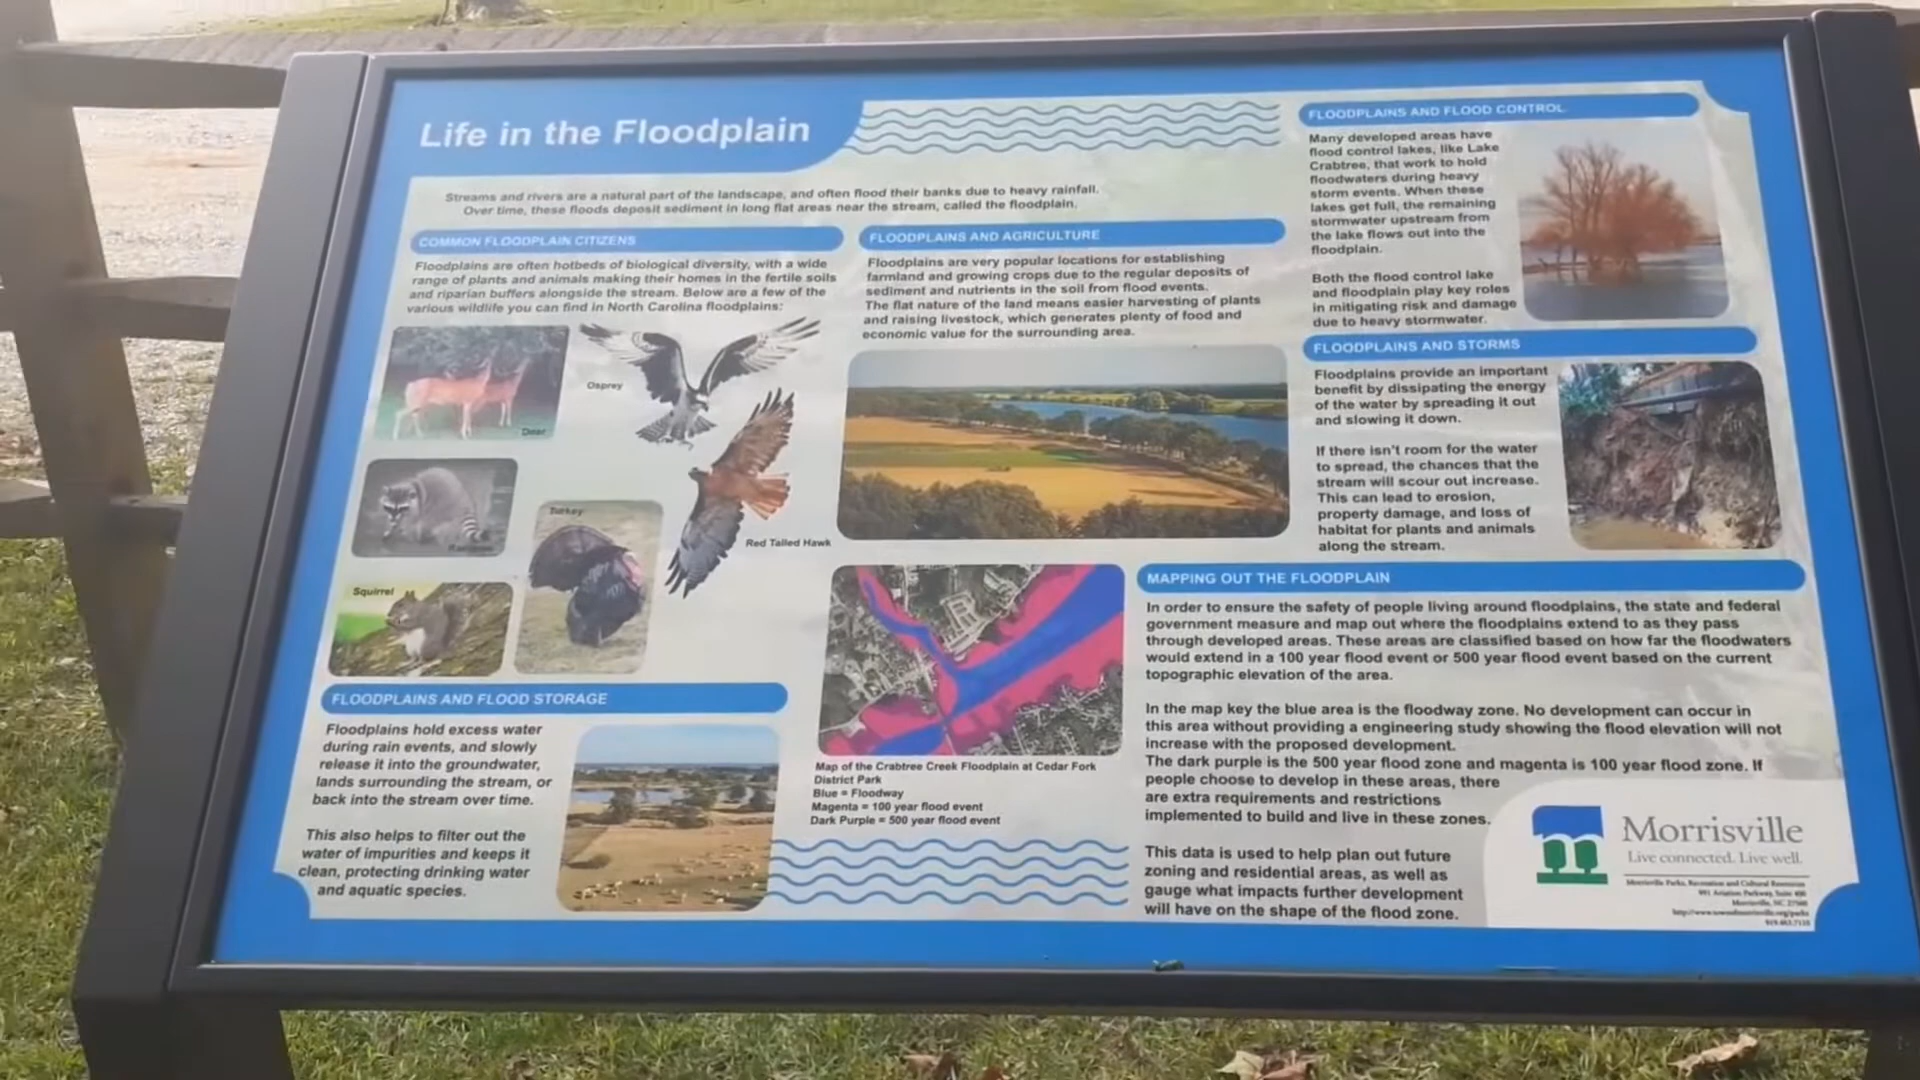 Life in the Floodplain
Streams and rivers are a natural part of the landscape, and often flood their banks due to heavy rainfall.
Over time, these floods deposit sediment in long flat areas near the stream, called the floodplain.
COMMON FLOODPLAIN CITIZENS
Floodplains are often hotbeds of biological diversity, with a wide
range of plants and animals making their homes in the fertile soils
and riparian buffers alongside the stream. Below are a few of the
various wildlife you can find in North Carolina floodplains:
Deer
Osprey
Raccoon
Turkey
Red Tailed Hawk
Squirrel
FLOODPLAINS AND FLOOD STORAGE
Floodplains hold excess water
during rain events, and slowly
release it into the groundwater,
lands surrounding the stream, or
back into the stream over time.
This also helps to filter out the
water of impurities and keeps it
clean, protecting drinking water
and aquatic species.
FLOODPLAINS AND AGRICULTURE
Floodplains are very popular locations for establishing
farmland and growing crops due to the regular deposits of
sediment and nutrients in the soil from flood events.
The flat nature of the land means easier harvesting of plants
and raising livestock, which generates plenty of food and
economic value for the surrounding area.
Map of the Crabtree Creek Floodplain at Cedar Fork
District Park
Blue = Floodway
Magenta = 100 year flood event
Dark Purple = 500 year flood event
FLOODPLAINS AND FLOOD CONTROL
Many developed areas have
flood control lakes, like Lake
Crabtree, that work to hold
floodwaters during heavy
storm events. When these
lakes get full, the remaining
stormwater upstream from
the lake flows out into the
floodplain.
Both the flood control lake
and floodplain play key roles
in mitigating risk and damage
due to heavy stormwater.
FLOODPLAINS AND STORMS
Floodplains provide an important
benefit by dissipating the energy
of the water by spreading it out
and slowing it down.
If there isn't room for the water
to spread, the chances that the
stream will scour out increase.
This can lead to erosion,
property damage, and loss of
habitat for plants and animals
along the stream.
MAPPING OUT THE FLOODPLAIN
In order to ensure the safety of people living around floodplains, the state and federal
government measure and map out where the floodplains extend to as they pass
through developed areas. These areas are classified based on how far the floodwaters
would extend in a 100 year flood event or 500 year flood event based on the current
topographic elevation of the area.
In the map key the blue area is the floodway zone. No development can occur in
this area without providing a engineering study showing the flood elevation will not
increase with the proposed development.
The dark purple is the 500 year flood zone and magenta is 100 year flood zone. If
people choose to develop in these areas, there
are extra requirements and restrictions
implemented to build and live in these zones.
This data is used to help plan out future
zoning and residential areas, as well as
gauge what impacts further development
will have on the shape of the flood zone.
Morrisville
Live connected. Live well.
Morrisville Parks, Recreation and Cultural Resources
Morrisville, NC 27560